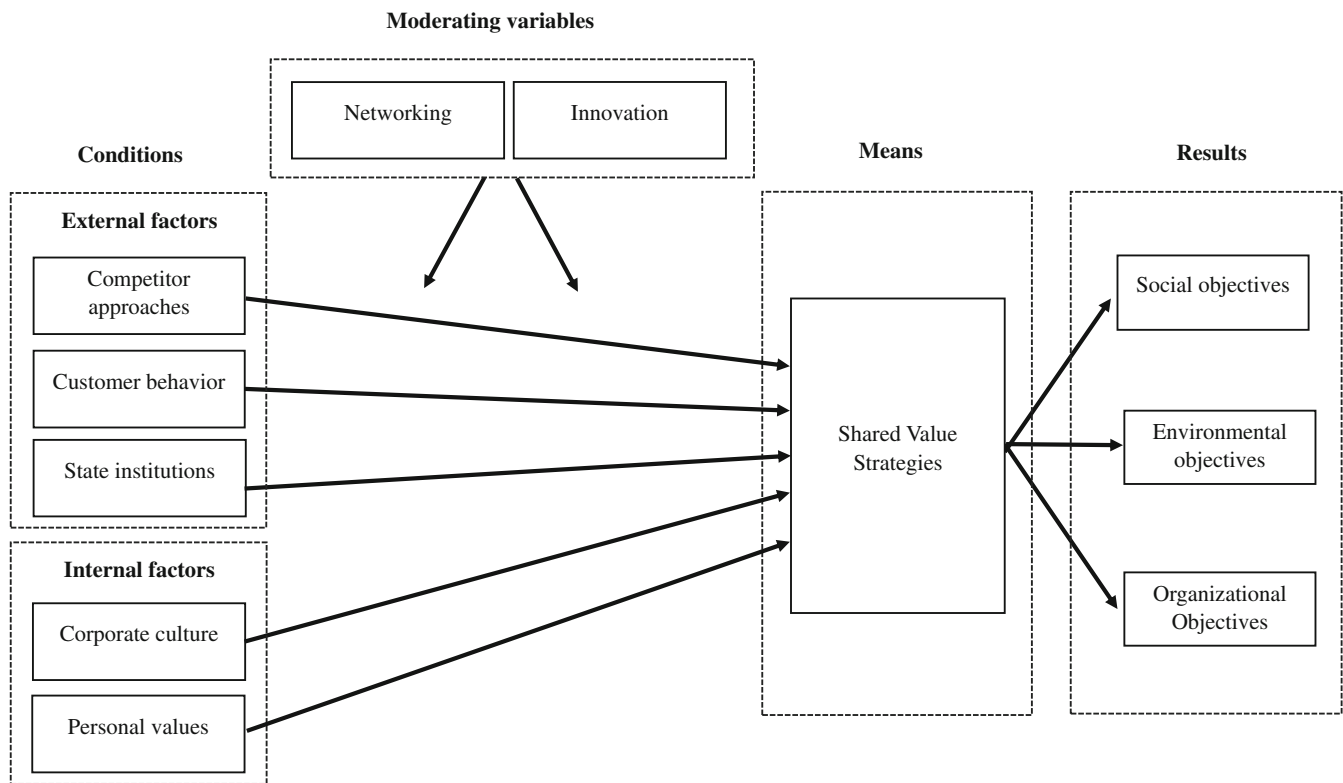 Moderating variables
Networking
Innovation
Conditions
Means
Results
External factors
Competitor
approaches
Customer behavior
State institutions
Internal factors
Corporate culture
Personal values
Shared Value
Strategies
Social objectives
Environmental
objectives
Organizational
Objectives